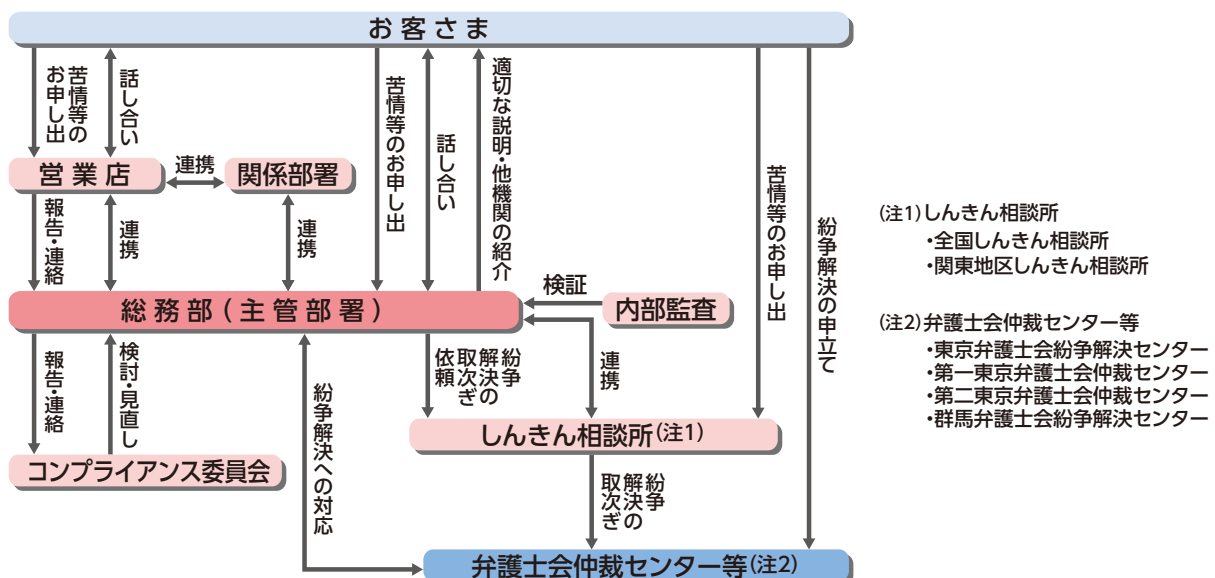 お客さま
苦情等の
お申し出
話し合い
苦情等のお申し出
話し合い
適切な説明・他機関の紹介
苦情等のお申し出
紛争解決の申立て
営業店
連携
関係部署
報告・連絡
連携
連携
総務部(主管部署)
検証
内部監査
報告・連絡
検討・見直し
紛争解決への対応
紛争
解決の
取次ぎ
依頼
連携
しんきん相談所(注1)
コンプライアンス委員会
紛争
解決の
取次ぎ
弁護士会仲裁センター等(注2)
(注1)しんきん相談所
・全国しんきん相談所
・関東地区しんきん相談所
(注2)弁護士会仲裁センター等
・東京弁護士会紛争解決センター
・第一東京弁護士会仲裁センター
・第二東京弁護士会仲裁センター
・群馬弁護士会紛争解決センター